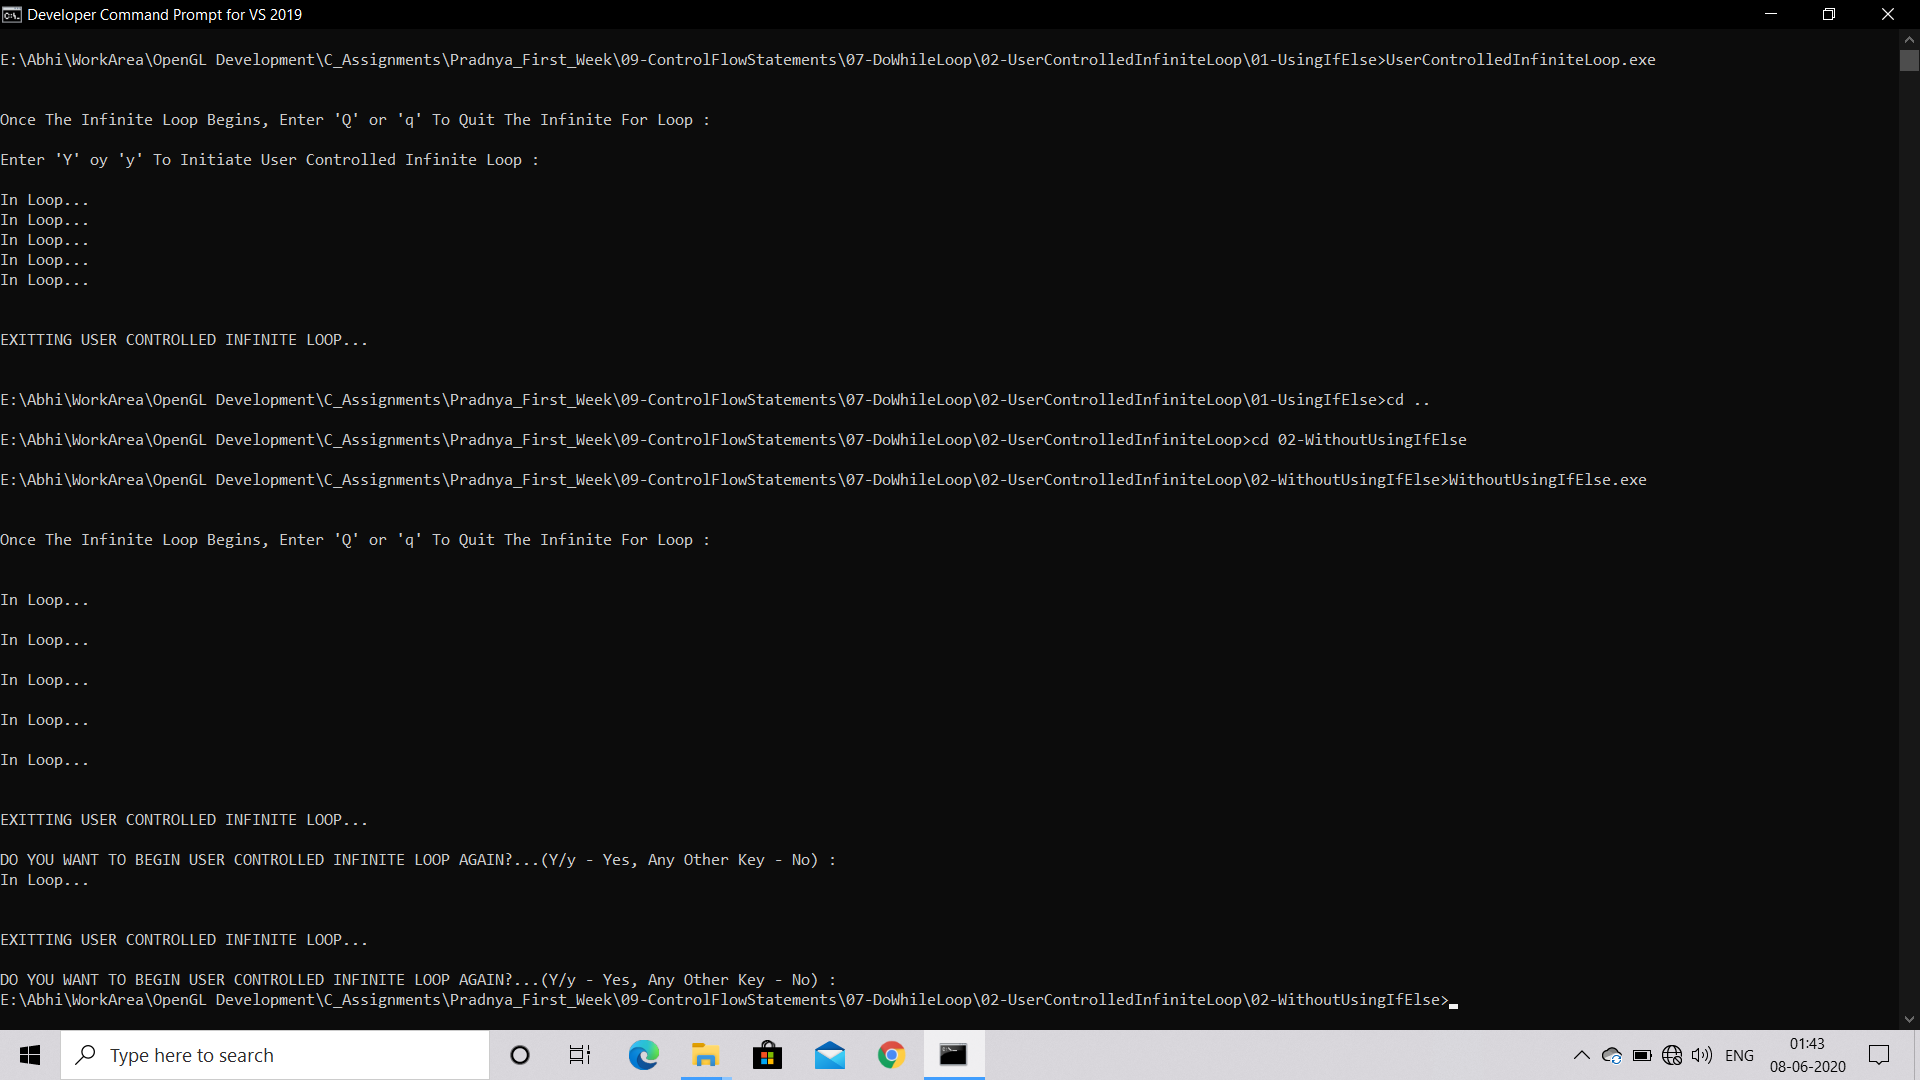 Developer Command Prompt for VS 2019
E:\Abhi\WorkArea\OpenGL Development\C_Assignments\Pradnya_First_Week\09-ControlFlowStatements\07-DoWhileLoop\02-UserControlledInfiniteLoop\01-UsingIfElse>UserControlledInfiniteLoop.exe
Once The Infinite Loop Begins, Enter 'Q' or 'q' To Quit The Infinite For Loop :
Enter 'Y' oy 'y' To Initiate User Controlled Infinite Loop :
In Loop...
In Loop...
In Loop...
In Loop...
In Loop...
EXITTING USER CONTROLLED INFINITE LOOP...
E:\Abhi\WorkArea\OpenGL Development\C_Assignments\Pradnya_First_Week\09-ControlFlowStatements\07-DoWhileLoop\02-UserControlledInfiniteLoop\01-UsingIfElse>cd ..
E:\Abhi\WorkArea\OpenGL Development\C_Assignments\Pradnya_First_Week\09-ControlFlowStatements\07-DoWhileLoop\02-UserControlledInfiniteLoop>cd 02-WithoutUsingIfElse
E:\Abhi\WorkArea\OpenGL Development\C_Assignments\Pradnya_First_Week\09-ControlFlowStatements\07-DoWhileLoop\02-UserControlledInfiniteLoop\02-WithoutUsingIfElse>WithoutUsingIfElse.exe
Once The Infinite Loop Begins, Enter 'Q' or 'q' To Quit The Infinite For Loop :
In Loop...
In Loop...
In Loop...
In Loop...
In Loop...
EXITTING USER CONTROLLED INFINITE LOOP...
DO YOU WANT TO BEGIN USER CONTROLLED INFINITE LOOP AGAIN?...(Y/y - Yes, Any Other Key - No) :
In Loop...
EXITTING USER CONTROLLED INFINITE LOOP...
DO YOU WANT TO BEGIN USER CONTROLLED INFINITE LOOP AGAIN?...(Y/y - Yes, Any Other Key - No) :
E:\Abhi\WorkArea\OpenGL Development\C_Assignments\Pradnya_First_Week\09-ControlFlowStatements\07-DoWhileLoop\02-UserControlledInfiniteLoop\02-WithoutUsingIfElse>
Type here to search
ENG
01:43
08-06-2020